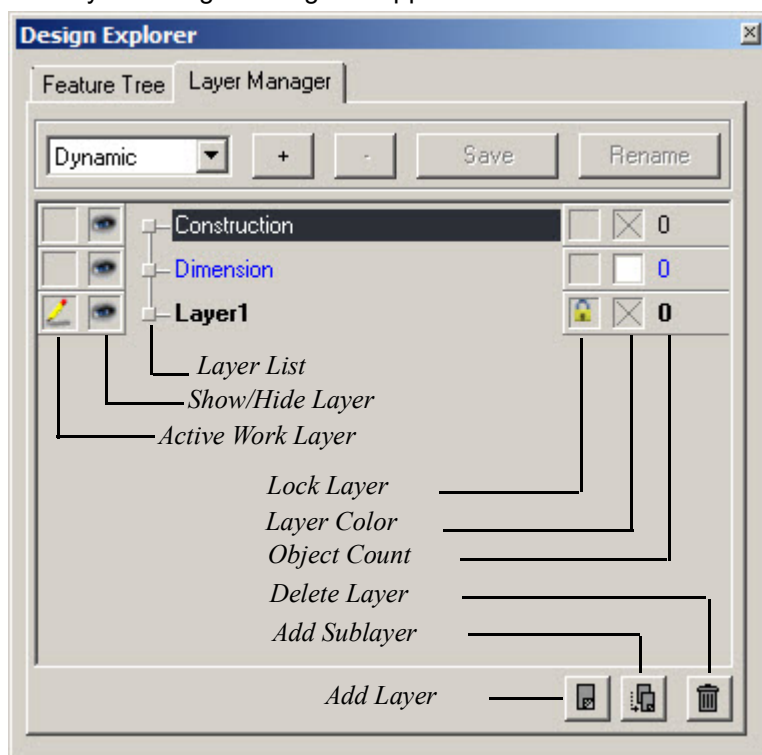 Design Explorer
Feature Tree Layer Manager
Dynamic + - Save Rename
Construction 0
Dimension 0
Layer1 0
Layer List
Show/Hide Layer
Active Work Layer
Lock Layer
Layer Color
Object Count
Delete Layer
Add Sublayer
Add Layer